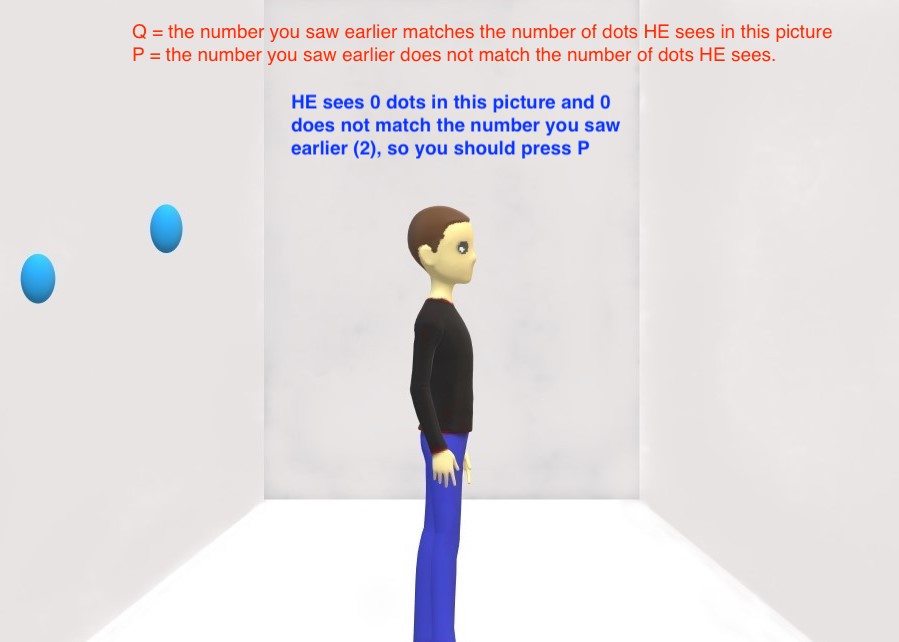 Q = the number you saw earlier matches the number of dots HE sees in this picture
P = the number you saw earlier does not match the number of dots HE sees.
HE sees 0 dots in this picture and 0
does not match the number you saw
earlier (2), so you should press P